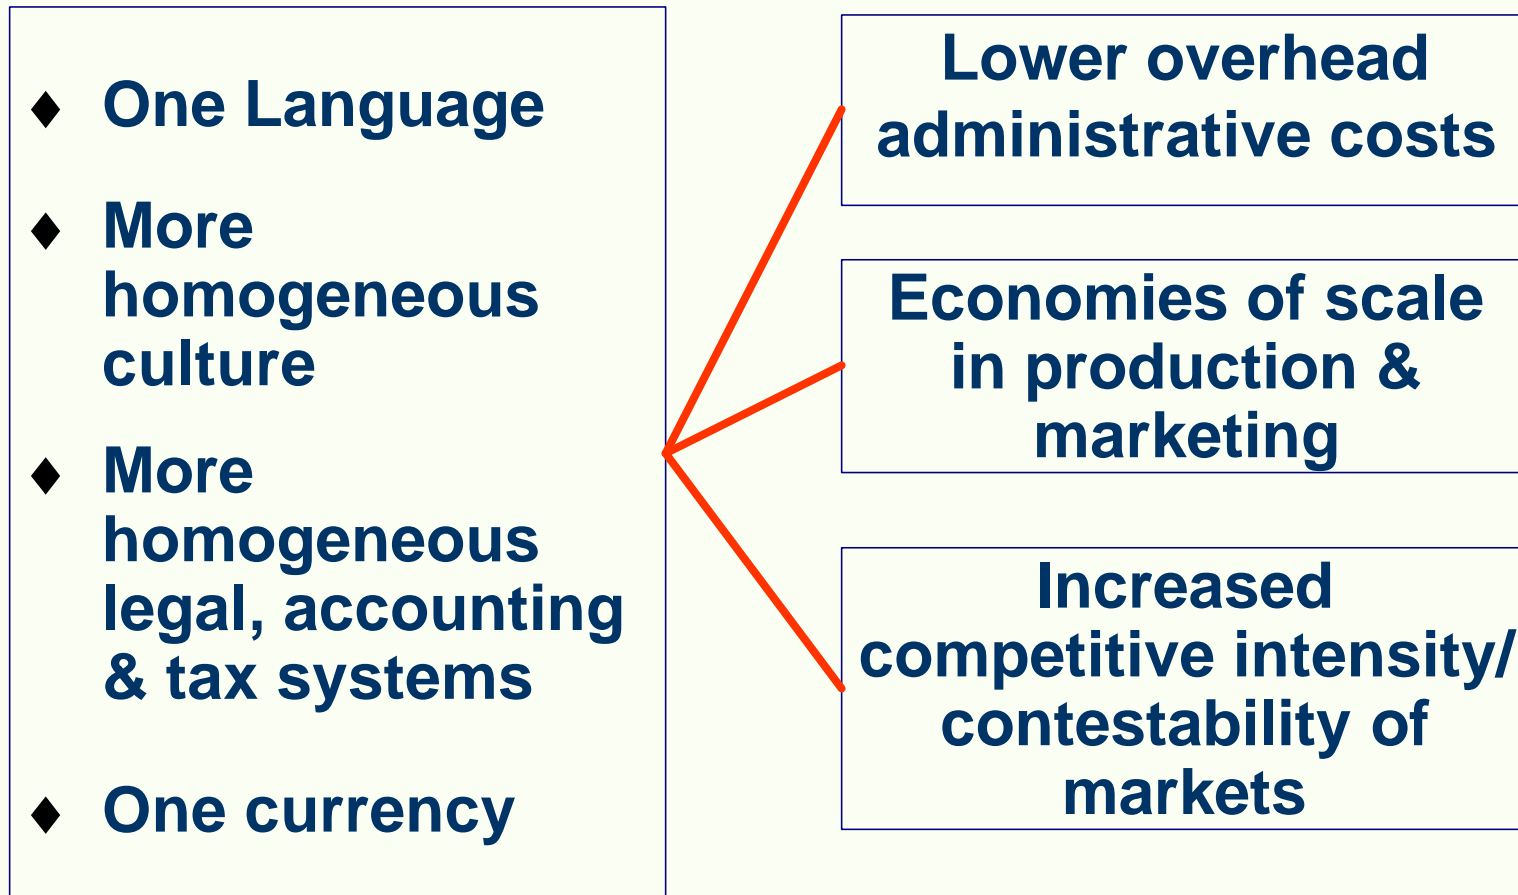 ♦ One Language
♦ More
homogeneous
culture
♦ More
homogeneous
legal, accounting
& tax systems
♦ One currency
Lower overhead
administrative costs
Economies of scale
in production &
marketing
Increased
competitive intensity/
contestability of
markets